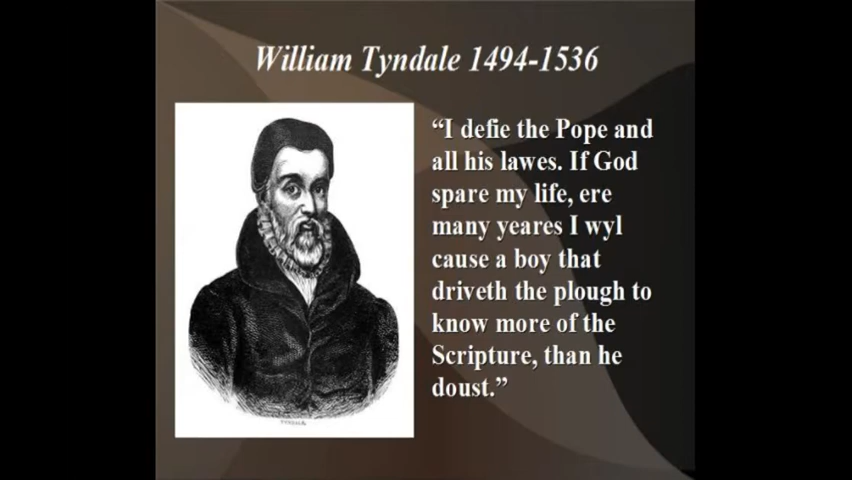 William Tyndale 1494-1536
“I defie the Pope and
all his lawes. If God
spare my life, ere
many yeares I wyl
cause a boy that
driveth the plough to
know more of the
Scripture, than he
doust.”